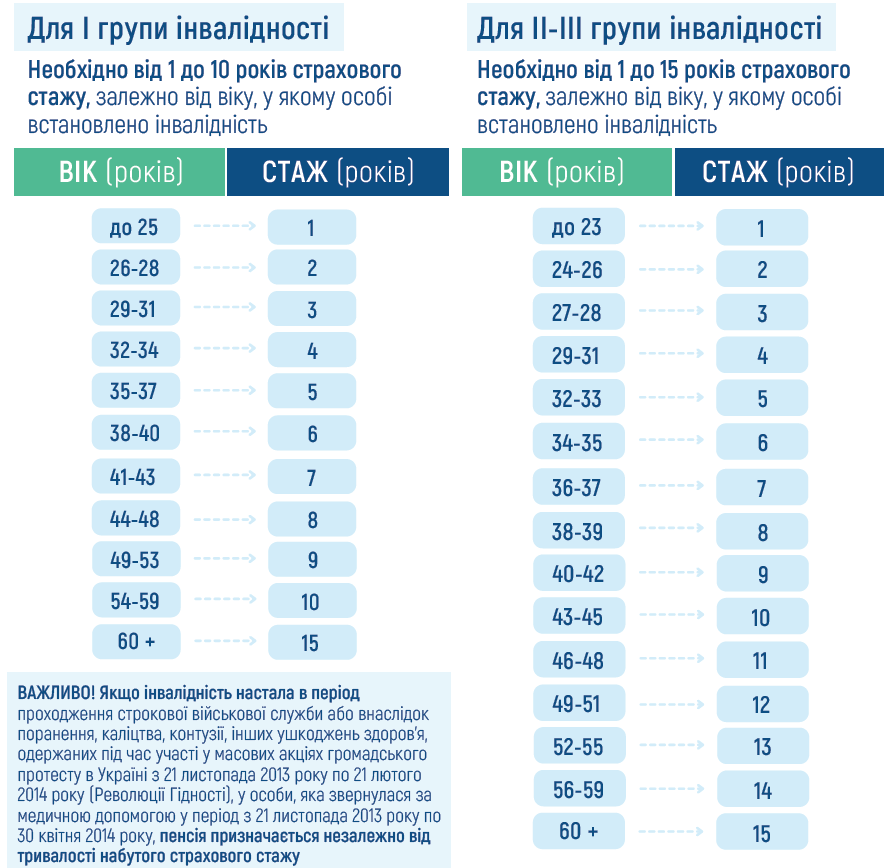 Для І групи інвалідності
Необхідно від 1 до 10 років страхового
стажу, залежно від віку, у якому особі
встановлено інвалідність
ВІК (років) СТАЖ (років)
до 25 1
26-28 2
29-31 3
32-34 4
35-37 5
38-40 6
41-43 7
44-48 8
49-53 9
54-59 10
60 + 15
ВАЖЛИВО! Якщо інвалідність настала в період
проходження строкової військової служби або внаслідок
поранення, каліцтва, контузії, інших ушкоджень здоров'я,
одержаних під час участі у масових акціях громадського
протесту в Україні з 21 листопада 2013 року по 21 лютого
2014 року (Революції Гідності), у особи, яка звернулася за
медичною допомогою у період з 21 листопада 2013 року по
30 квітня 2014 року, пенсія призначається незалежно від
тривалості набутого страхового стажу
Для ІІ-ІІІ групи інвалідності
Необхідно від 1 до 15 років страхового
стажу, залежно від віку, у якому особі
встановлено інвалідність
ВІК (років) СТАЖ (років)
до 23 1
24-26 2
27-28 3
29-31 4
32-33 5
34-35 6
36-37 7
38-39 8
40-42 9
43-45 10
46-48 11
49-51 12
52-55 13
56-59 14
60 + 15